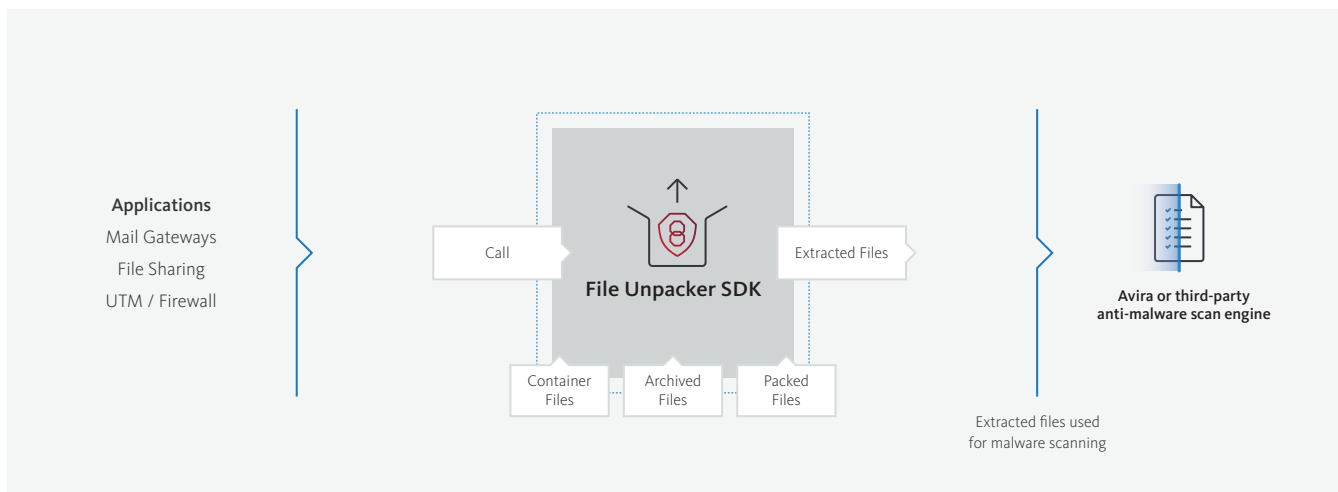 Applications
Mail Gateways
File Sharing
UTM / Firewall
Call
File Unpacker SDK
Extracted Files
Container
Files
Archived
Files
Packed
Files
Extracted files used
for malware scanning
Avira or third-party
anti-malware scan engine